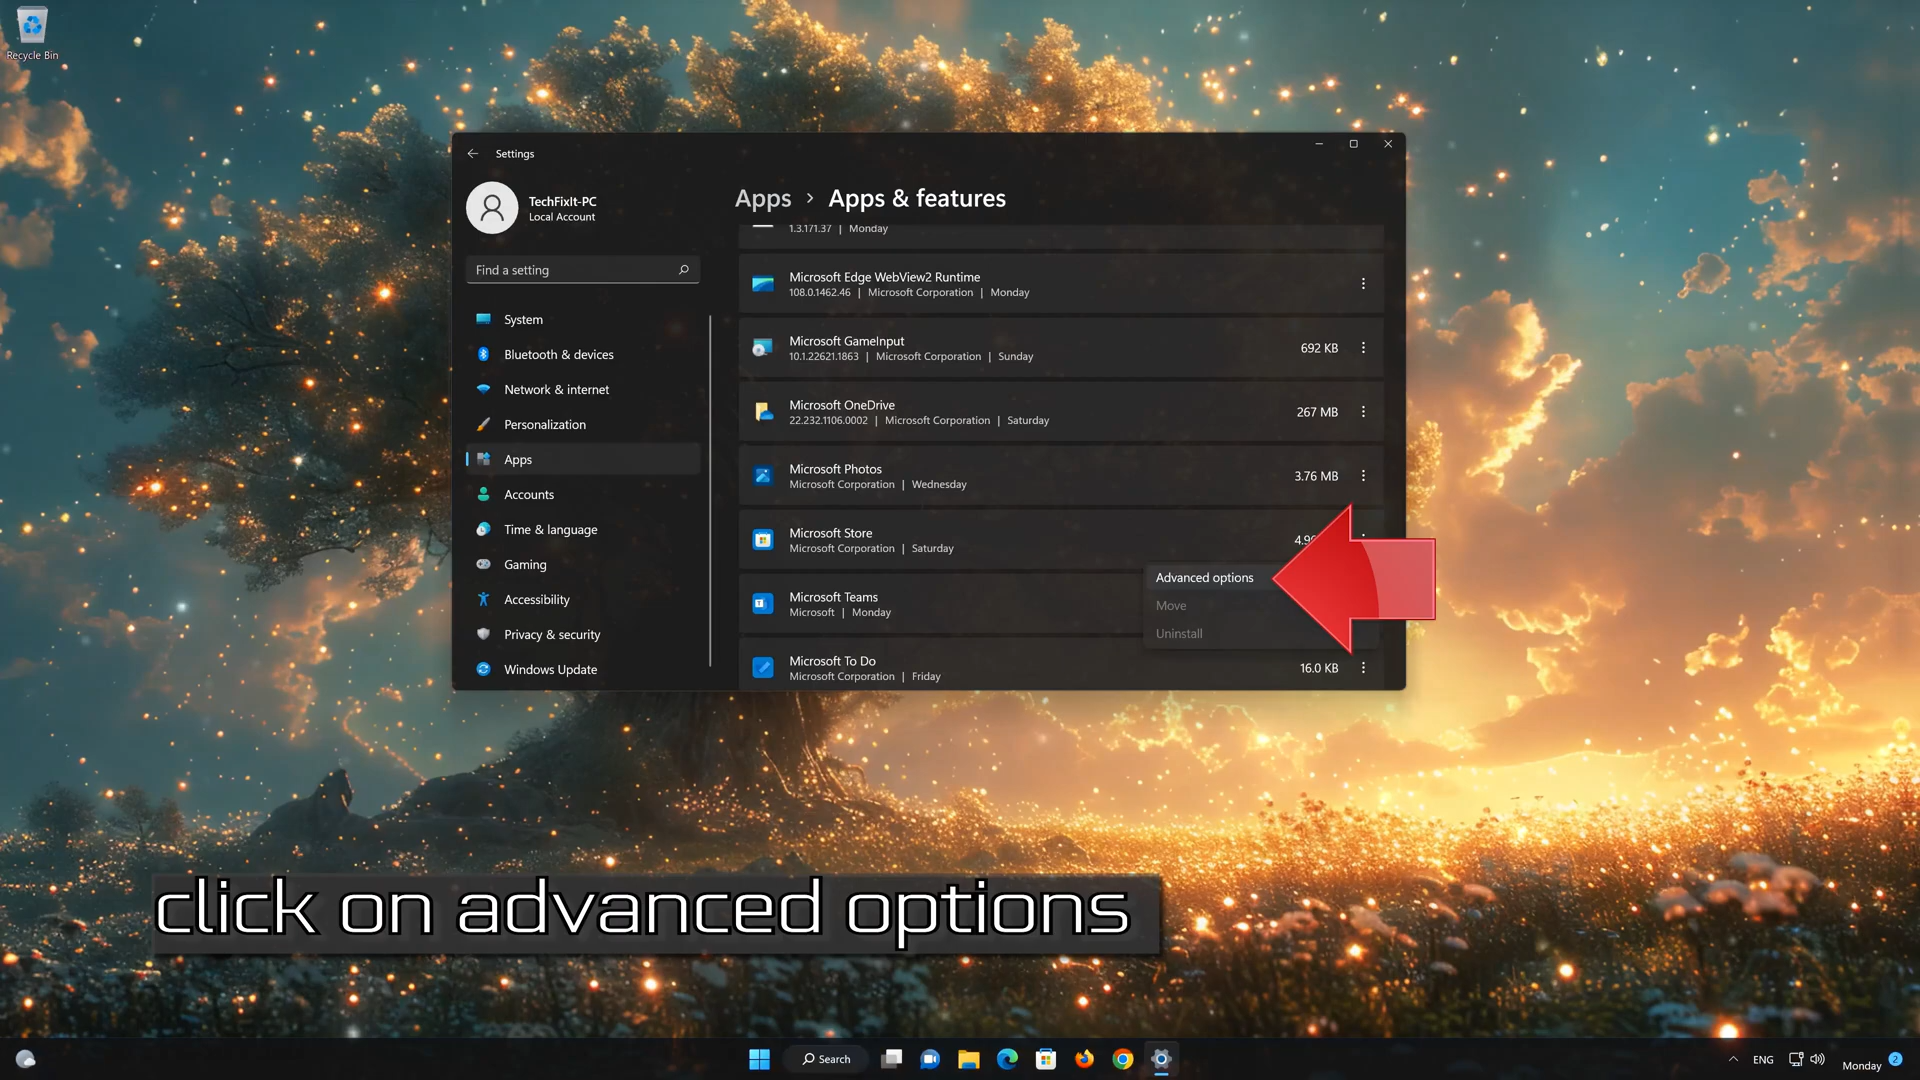 Recycle Bin
Settings
TechFixIt-PC
Local Account
Find a setting
System
Bluetooth & devices
Network & internet
Personalization
Apps
Accounts
Time & language
Gaming
Accessibility
Privacy & security
Windows Update
Apps > Apps & features
1.3.171.37 | Monday
Microsoft Edge WebView2 Runtime
108.0.1462.46 | Microsoft Corporation | Monday
Microsoft GameInput
10.1.22621.1863 | Microsoft Corporation | Sunday
692 KB
Microsoft OneDrive
22.232.1106.0002 | Microsoft Corporation | Saturday
267 MB
Microsoft Photos
Microsoft Corporation | Wednesday
3.76 MB
Microsoft Store
Microsoft Corporation | Saturday
Microsoft Teams
Microsoft | Monday
Advanced options
Move
Uninstall
Microsoft To Do
Microsoft Corporation | Friday
16.0 KB
click on advanced options
Search
ENG
Monday
2